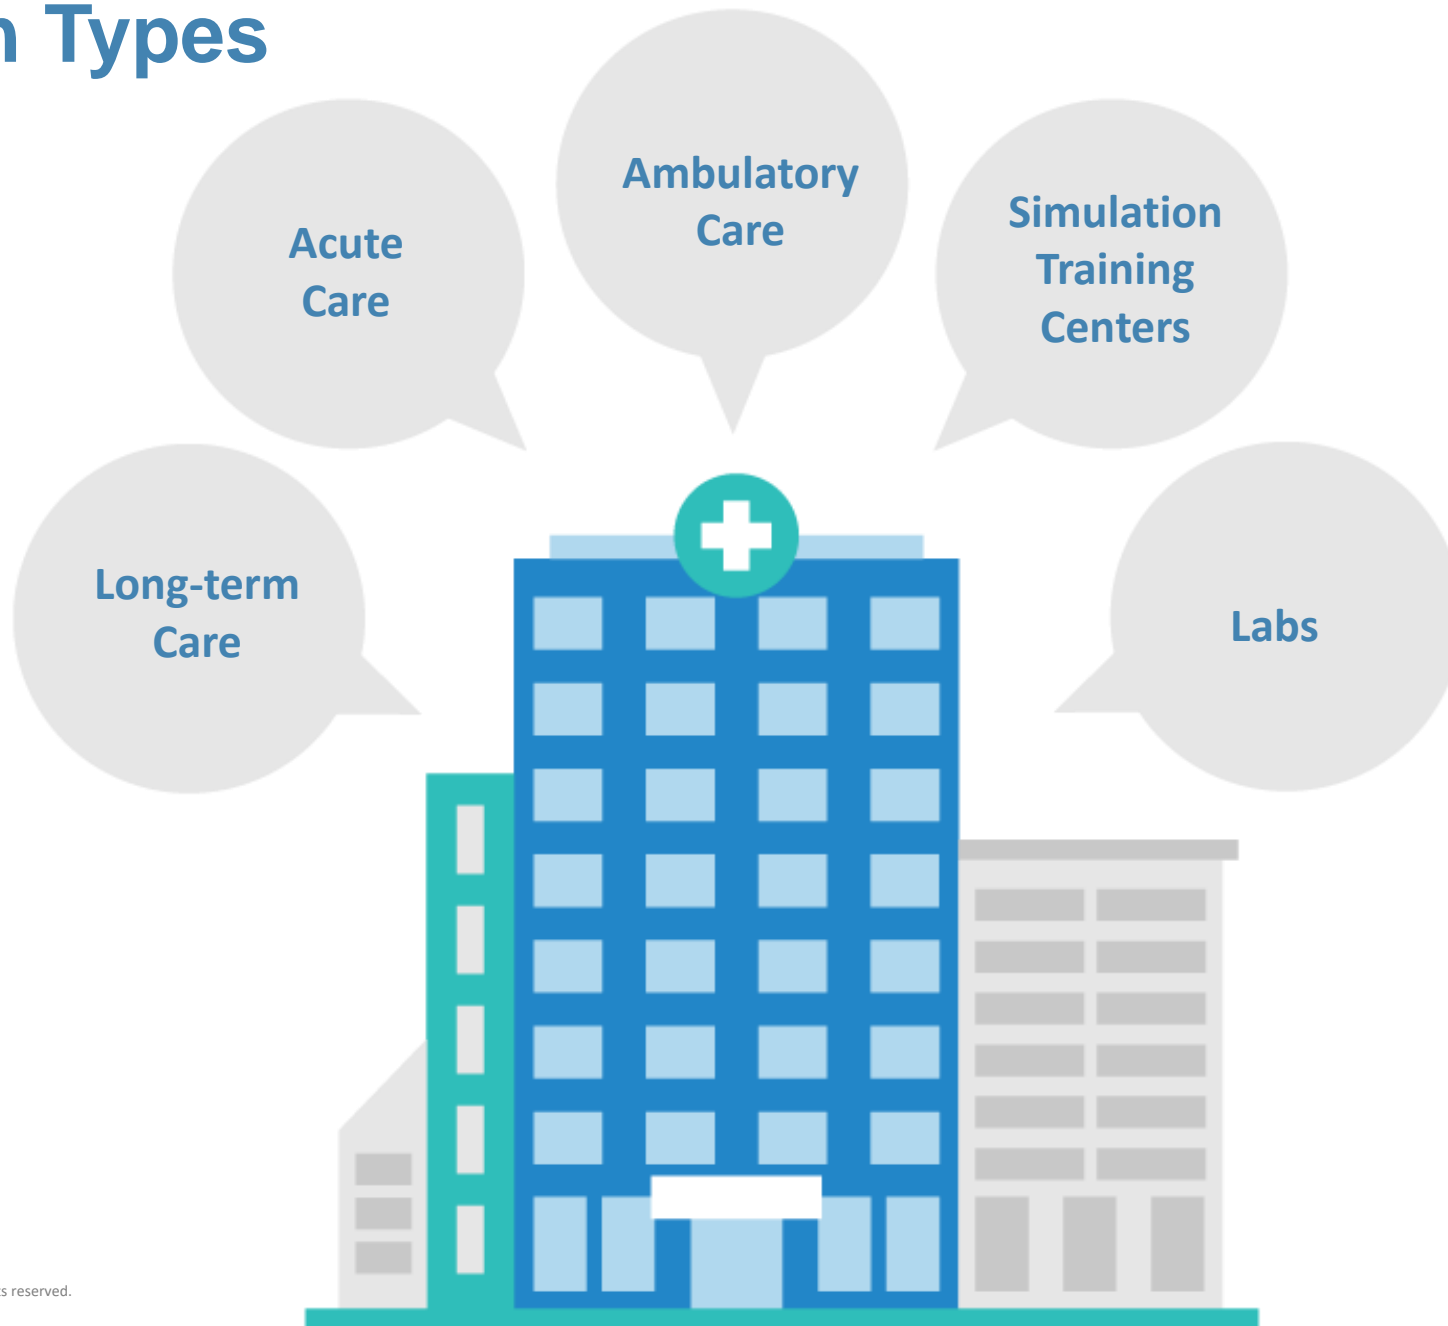 n Types
Ambulatory
Care
Acute
Care
Simulation
Training
Centers
Long-term
Care
Labs
s reserved.